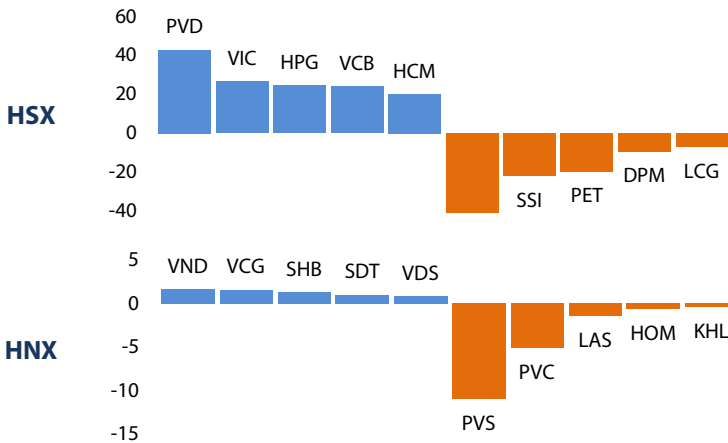 HSX
60
40
20
0
-20
-40
PVD
VIC
HPG
VCB
HCM
SSI
PET
DPM
LCG
HNX
5
0
-5
-10
-15
VND
VCG
SHB
SDT
VDS
PVS
PVC
LAS
HOM
KHL